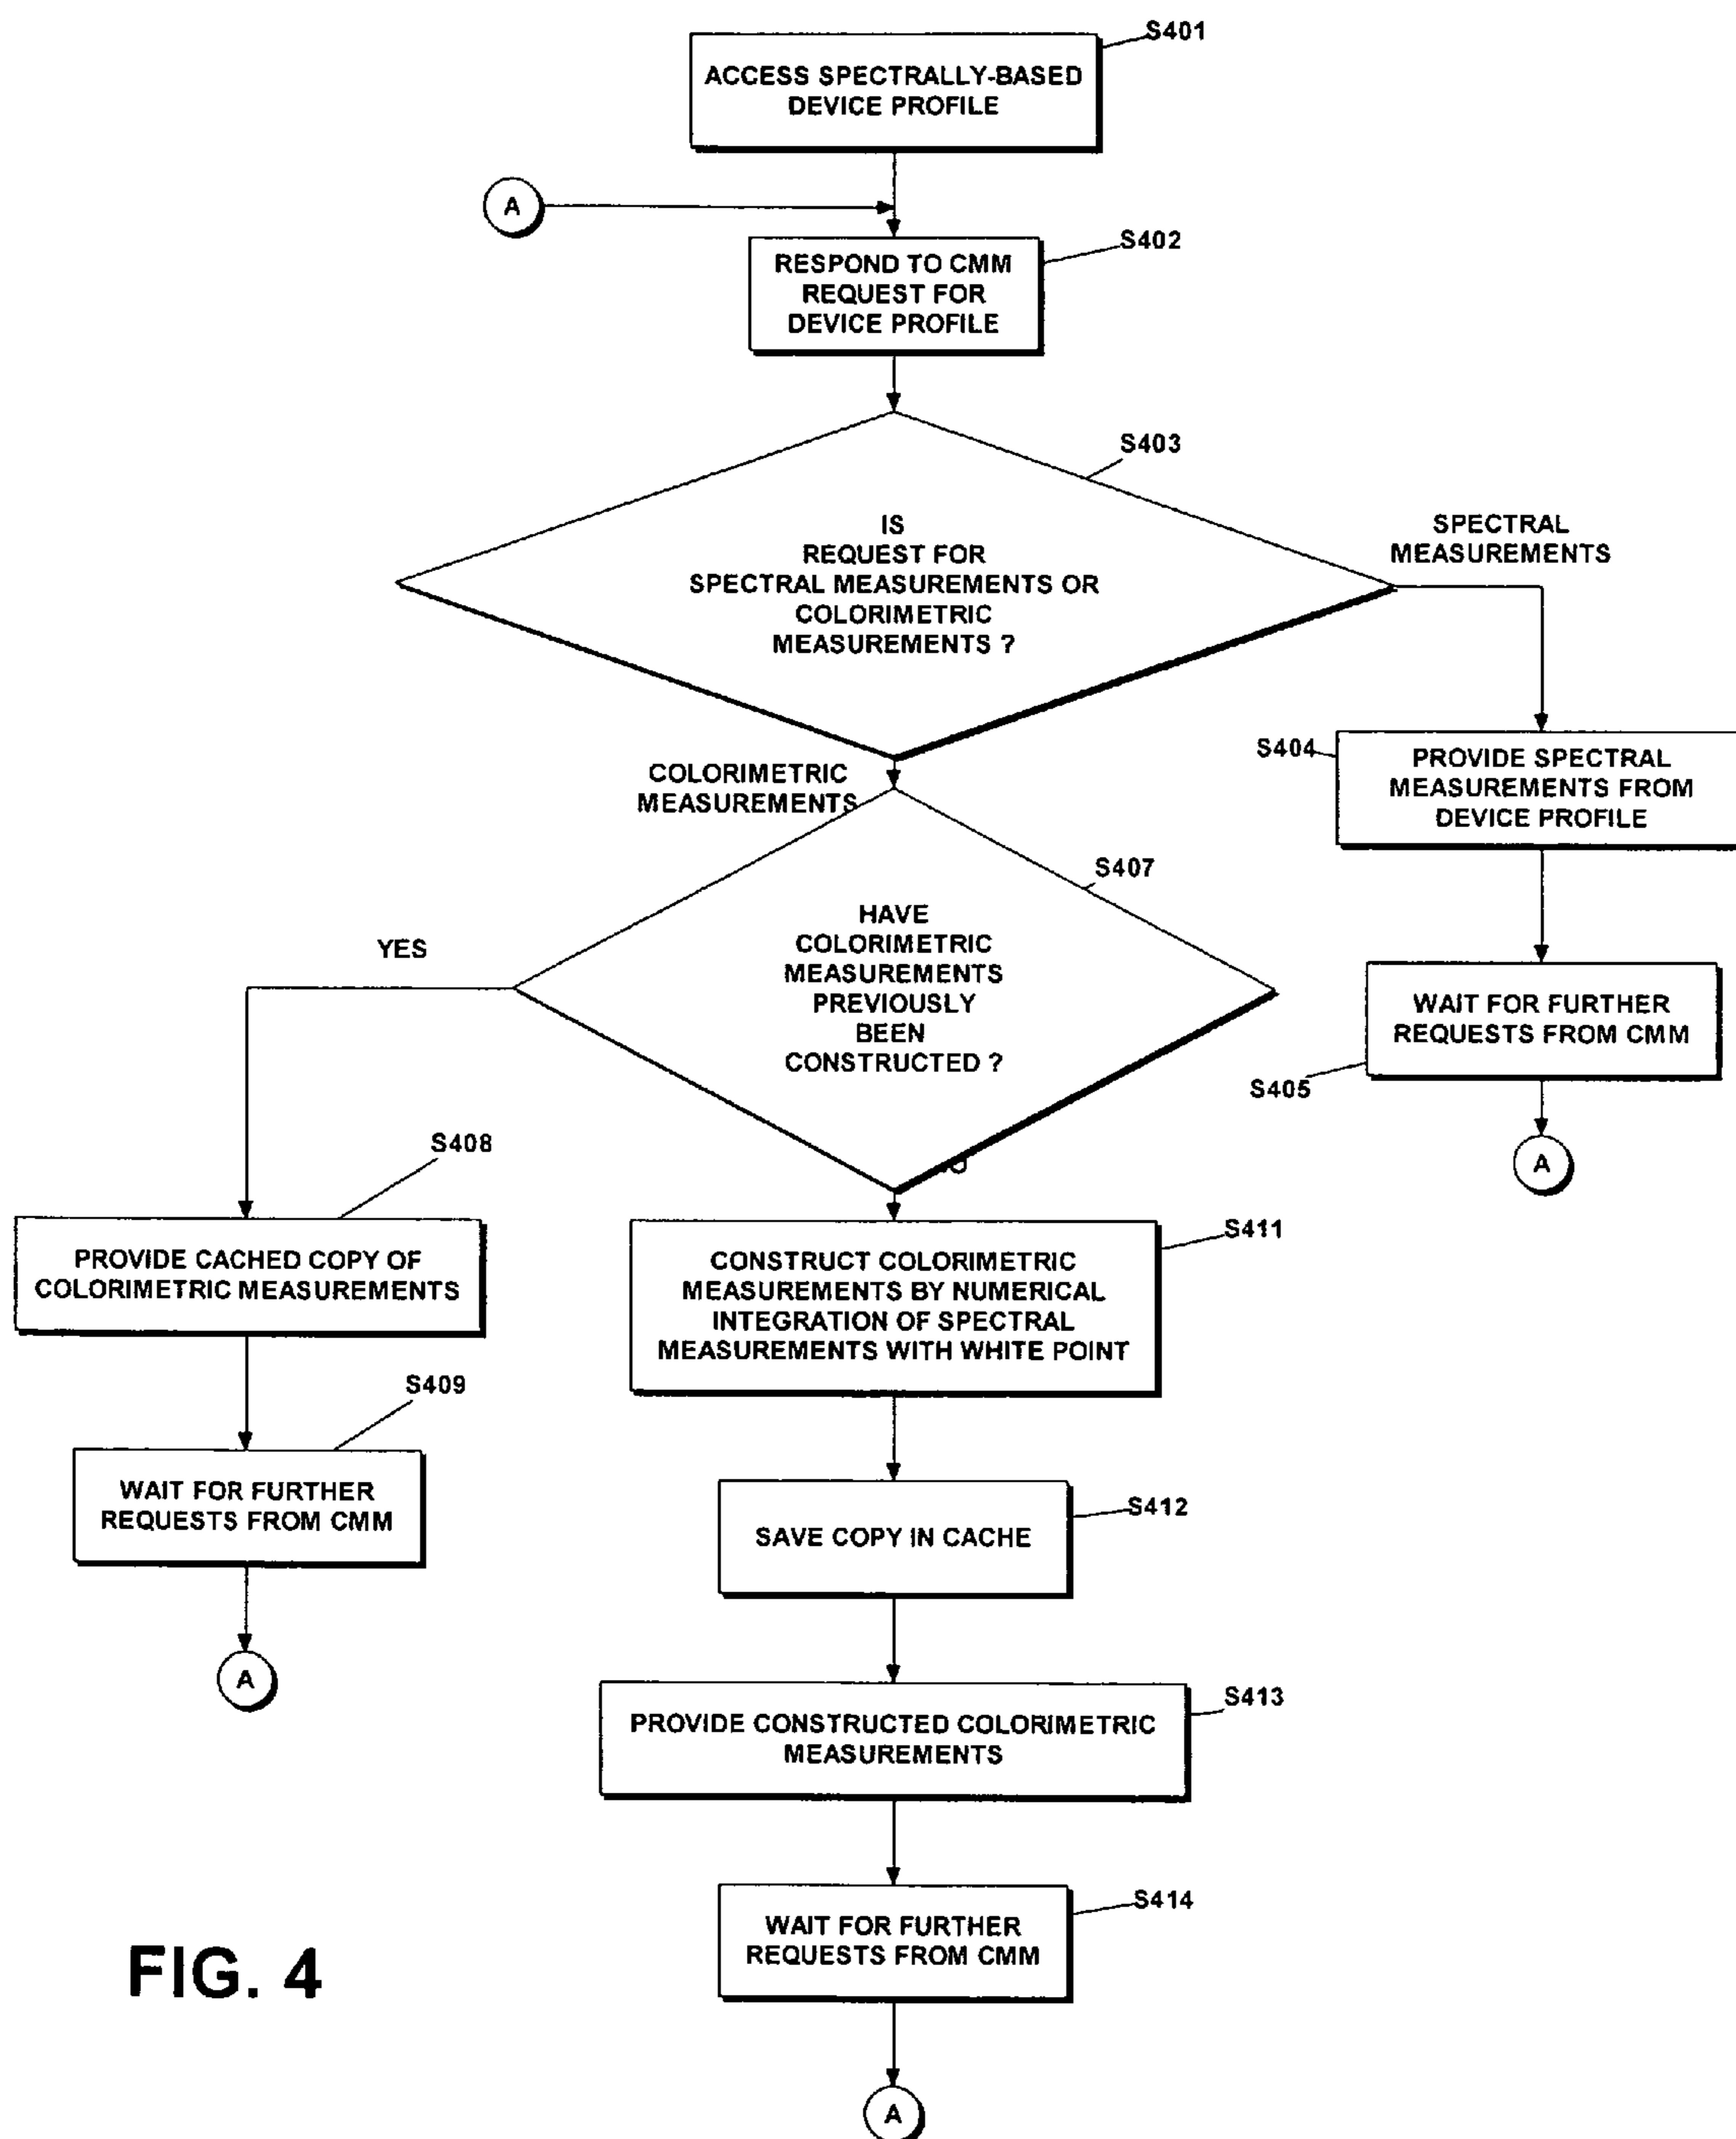 S401
ACCESS SPECTRALLY-BASED
DEVICE PROFILE
A
S402
RESPOND TO CMM
REQUEST FOR
DEVICE PROFILE
S403
IS
REQUEST FOR
SPECTRAL MEASUREMENTS OR
COLORIMETRIC
MEASUREMENTS ?
SPECTRAL
MEASUREMENTS
S404
PROVIDE SPECTRAL
MEASUREMENTS FROM
DEVICE PROFILE
COLORIMETRIC
MEASUREMENTS
S407
HAVE
COLORIMETRIC
MEASUREMENTS
PREVIOUSLY
BEEN
CONSTRUCTED ?
YES
WAIT FOR FURTHER
REQUESTS FROM CMM
S405
A
S408
PROVIDE CACHED COPY OF
COLORIMETRIC MEASUREMENTS
S409
WAIT FOR FURTHER
REQUESTS FROM CMM
A
S411
CONSTRUCT COLORIMETRIC
MEASUREMENTS BY NUMERICAL
INTEGRATION OF SPECTRAL
MEASUREMENTS WITH WHITE POINT
S412
SAVE COPY IN CACHE
S413
PROVIDE CONSTRUCTED COLORIMETRIC
MEASUREMENTS
S414
WAIT FOR FURTHER
REQUESTS FROM CMM
A
FIG. 4